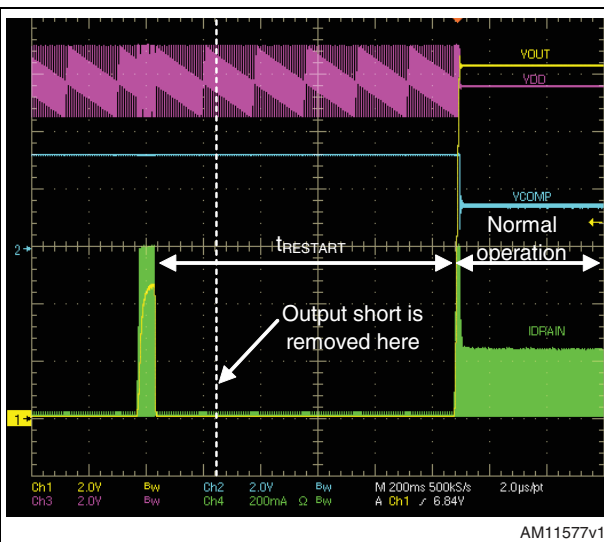 VOUT
VDD
VCOMP
Normal
operation
tRESTART
2
Output short is
removed here
IDRAIN
1
Ch1 2.0V Bw Ch2 2.0V Bw M 200ms 500kS/s 2.0µs/pt
Ch3 2.0V Bw Ch4 200mA Ω Bw A Ch1 ∕ 6.84V
AM11577v1